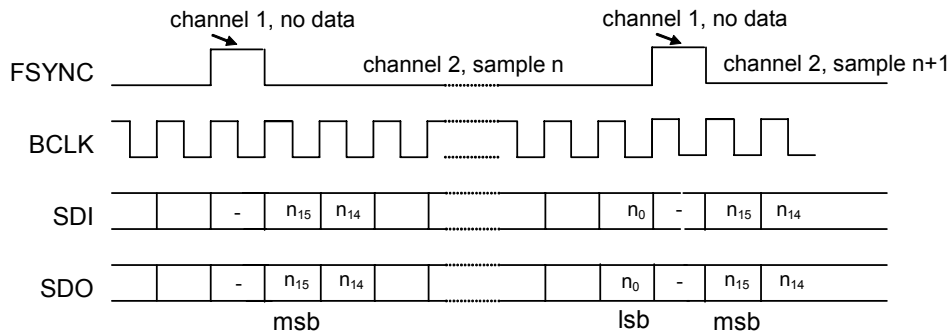 channel 1, no data channel 1, no data
FSYNC channel 2, sample n channel 2, sample n+1
BCLK
SDI - n15 n14 n0 - n15 n14
SDO - n15 n14 n0 - n15 n14
msb lsb msb